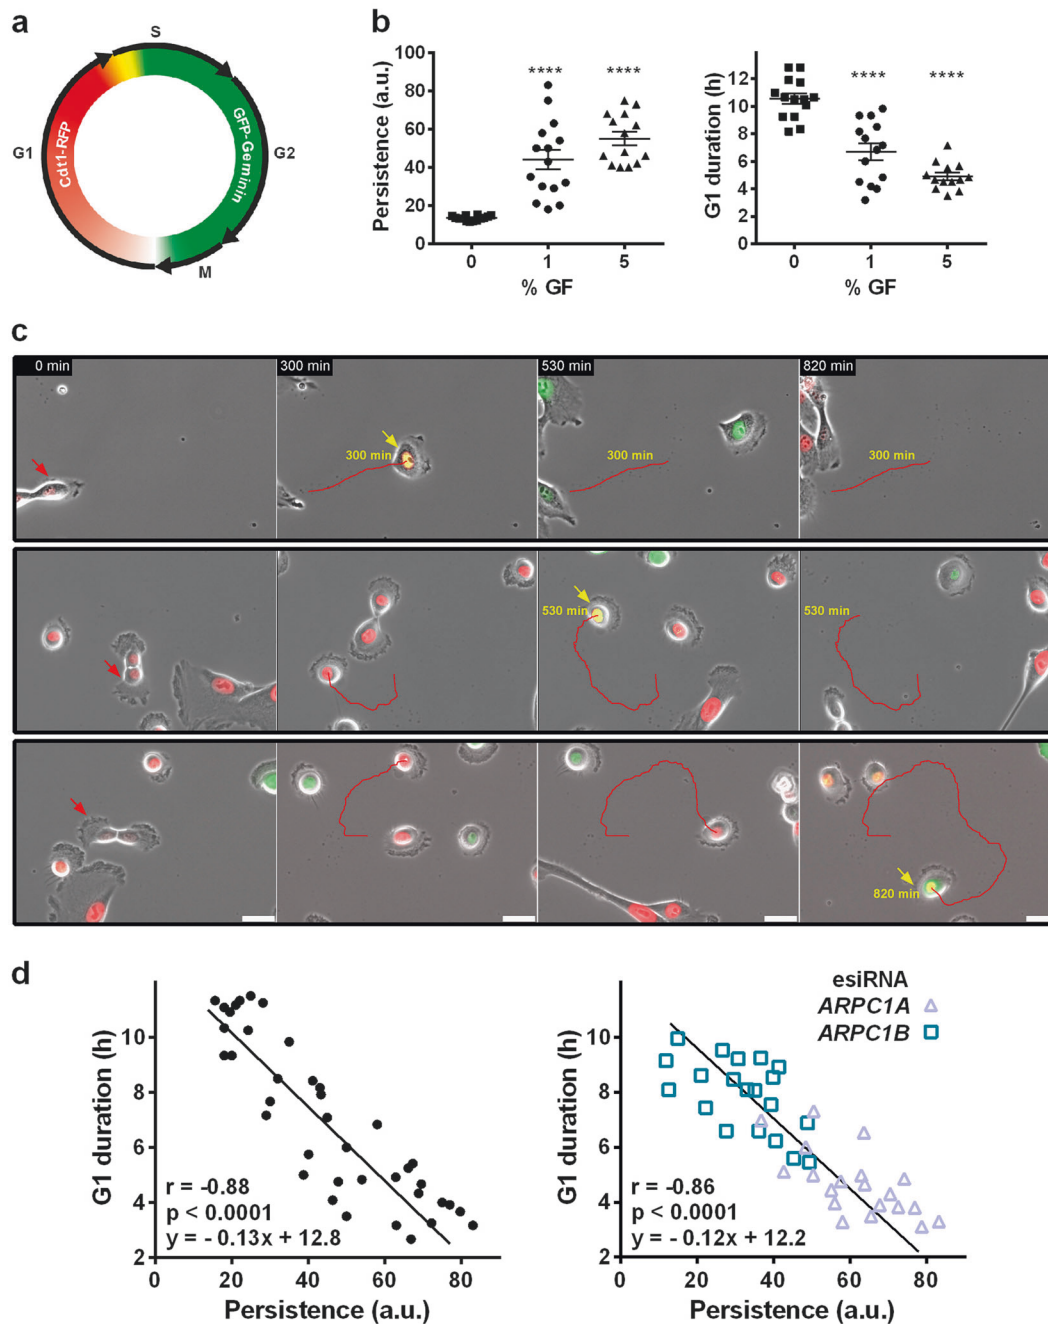 a
S
G1
Cdt1-RFP
GFP-Geminin
G2
M
b
Persistence (a.u.)
100
80
60
40
20
0
****
****
0
1
5
% GF
G1 duration (h)
12
10
8
6
4
2
0
****
****
0
1
5
% GF
c
0 min
300 min
530 min
820 min
300 min
300 min
300 min
530 min
530 min
820 min
d
G1 duration (h)
10
8
6
4
2
r = -0.88
p < 0.0001
y = - 0.13x + 12.8
0
20
40
60
80
Persistence (a.u.)
esiRNA
ARPC1A
ARPC1B
G1 duration (h)
10
8
6
4
2
r = -0.86
p < 0.0001
y = - 0.12x + 12.2
0
20
40
60
80
Persistence (a.u.)